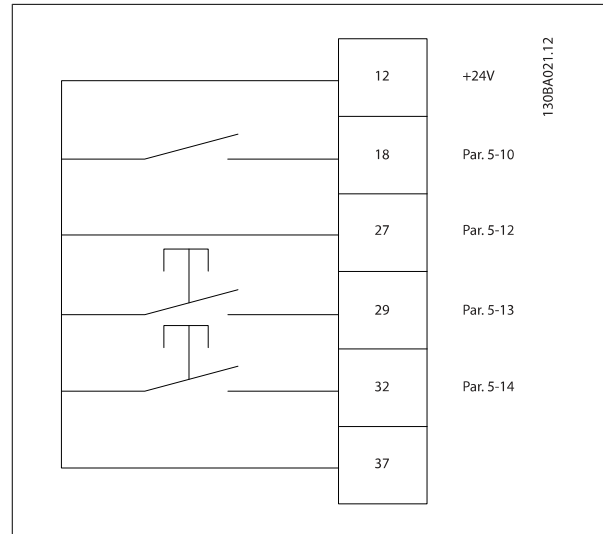 12 +24V
18 Par. 5-10
27 Par. 5-12
29 Par. 5-13
32 Par. 5-14
37
130BA021.12